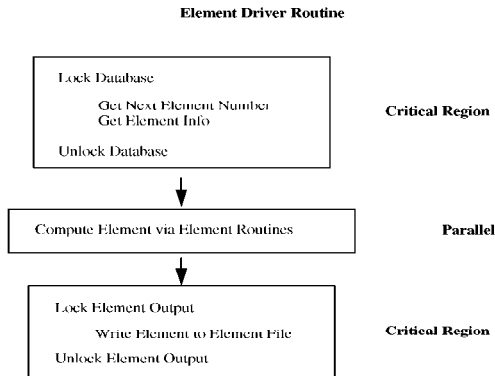 Element Driver Routine
Lock Database
Get Next Element Number
Get Element Info
Critical Region
Unlock Database
Compute Element via Element Routines
Parallel
Lock Element Output
Write Element to Element File
Critical Region
Unlock Element Output